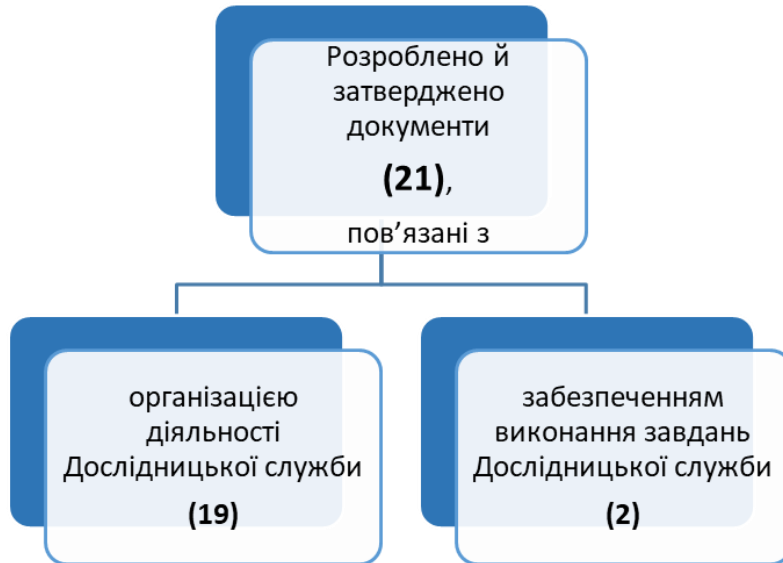 Розроблено й
затверджено
документи
(21),
пов’язані з
організацією
діяльності
Дослідницької служби
(19)
забезпеченням
виконання завдань
Дослідницької служби
(2)